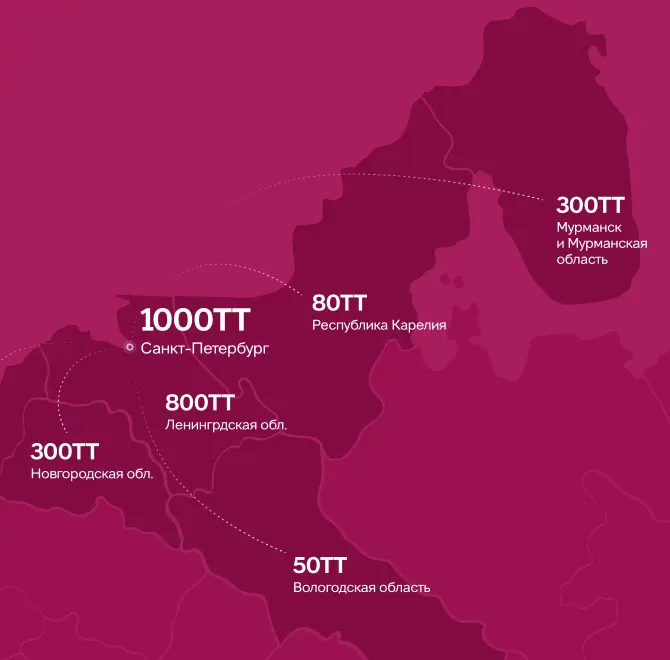 300ТТ
Мурманск
и Мурманская
область
80ТТ
Республика Карелия
1000ТТ
Санкт-Петербург
800ТТ
Ленингрдская обл.
300ТТ
Новгородская обл.
50ТТ
Вологодская область